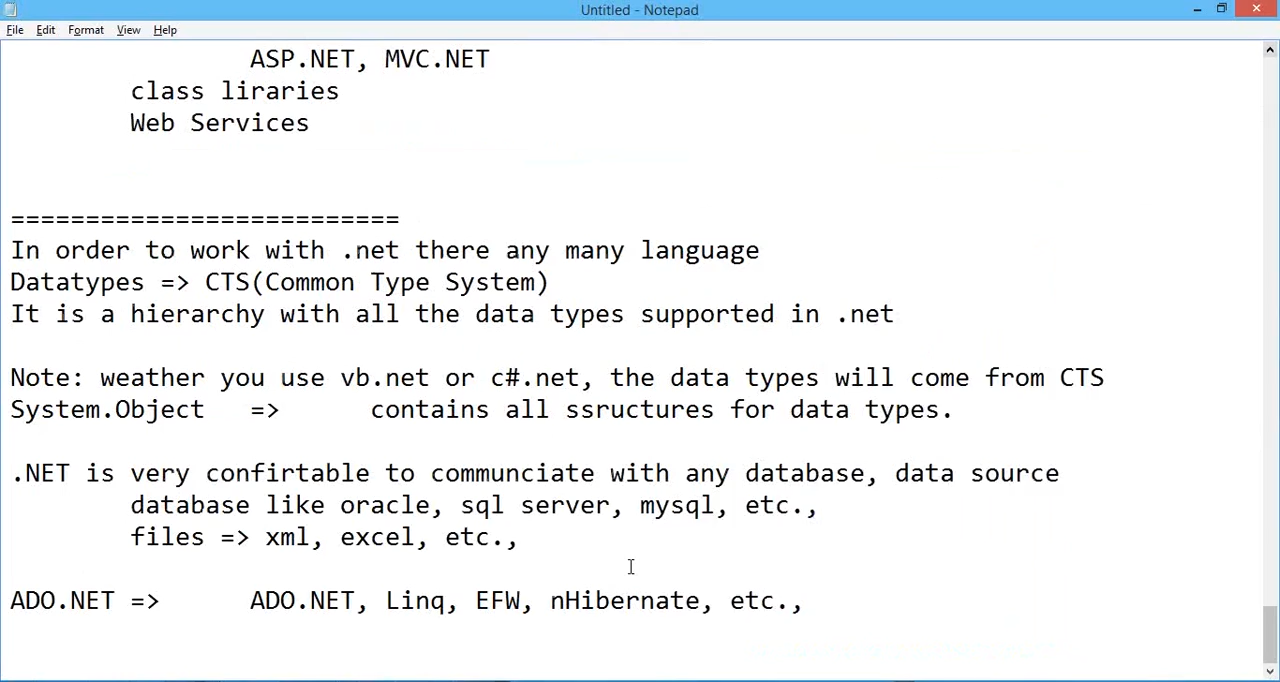 Untitled - Notepad
File Edit Format View Help
ASP.NET, MVC.NET
class liraries
Web Services
==========================
In order to work with .net there any many language
Datatypes => CTS(Common Type System)
It is a hierarchy with all the data types supported in .net
Note: weather you use vb.net or c#.net, the data types will come from CTS
System.Object => contains all ssructures for data types.
.NET is very confirtable to communciate with any database, data source
database like oracle, sql server, mysql, etc.,
files => xml, excel, etc.,
ADO.NET => ADO.NET, Linq, EFW, nHibernate, etc.,